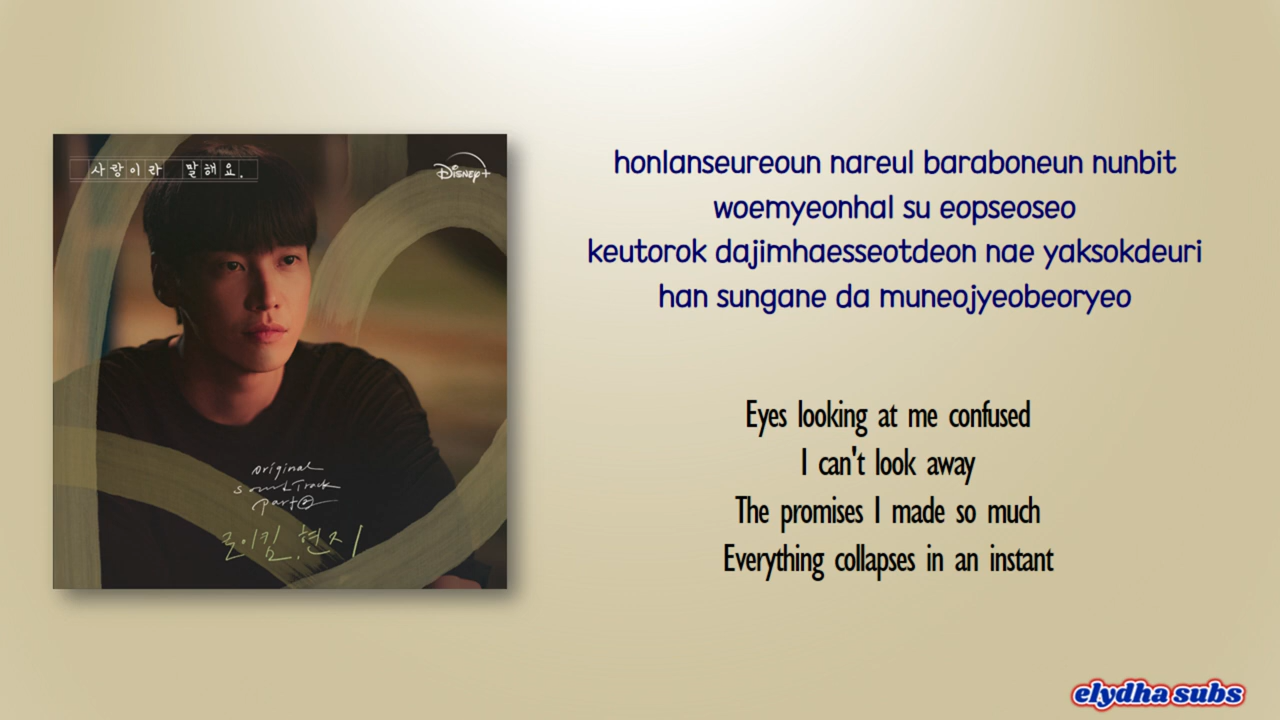 사랑이라 말해요.
Disney+
original
soundTrack
part②
로이킴, 현지
honlanseureoun nareul baraboneun nunbit
woemyeonhal su eopseoseo
keutorok dajimhaesseotdeon nae yaksokdeuri
han sungane da muneojyeobeoryeo
Eyes looking at me confused
I can't look away
The promises I made so much
Everything collapses in an instant
elydha subs